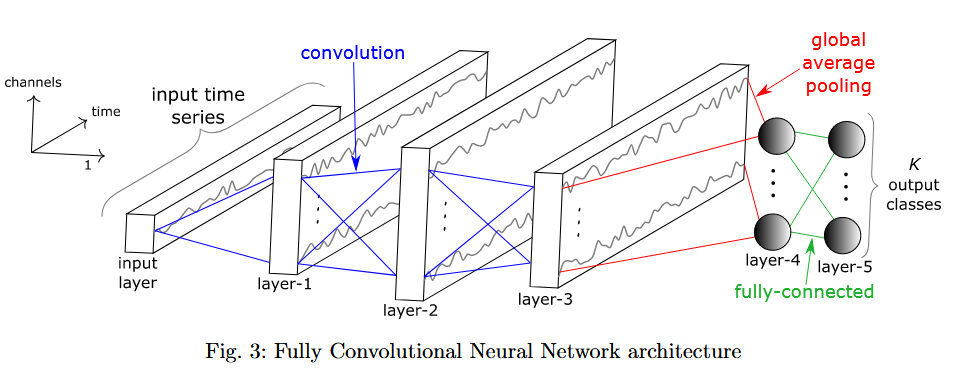 convolution
global
average
pooling
channels
time
1
input time
series
K
output
classes
input
layer
layer-1
layer-2
layer-3
layer-4
layer-5
fully-connected
Fig. 3: Fully Convolutional Neural Network architecture